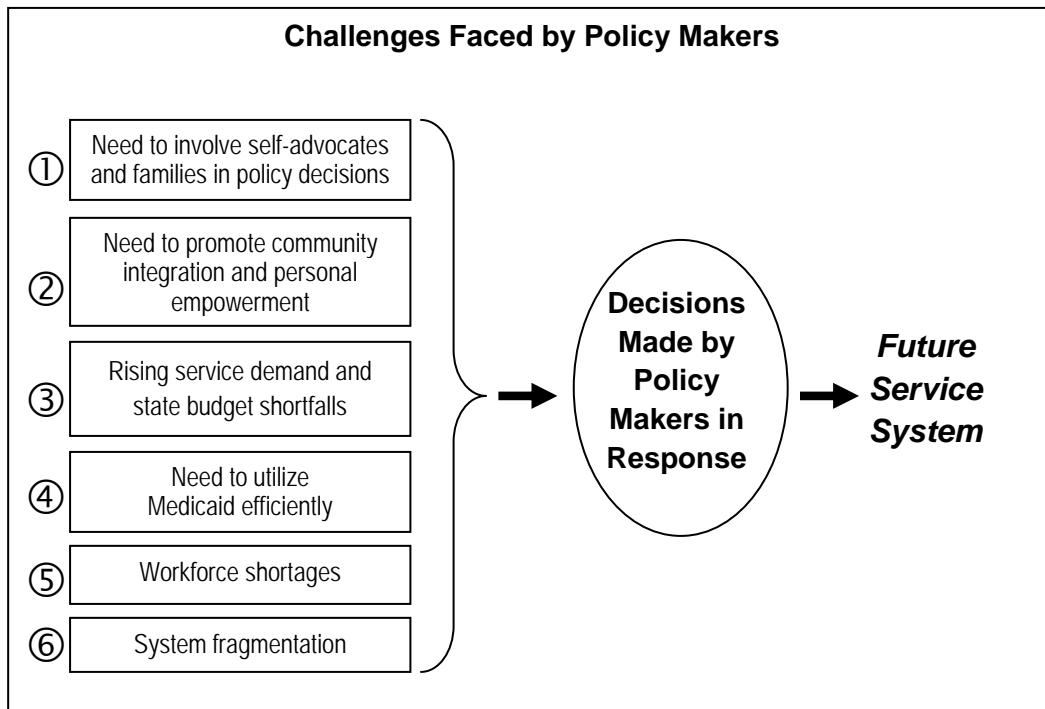 Challenges Faced by Policy Makers
① Need to involve self-advocates
and families in policy decisions
② Need to promote community
integration and personal
empowerment
③ Rising service demand and
state budget shortfalls
④ Need to utilize
Medicaid efficiently
⑤ Workforce shortages
⑥ System fragmentation
Decisions
Made by
Policy
Makers in
Response
Future
Service
System